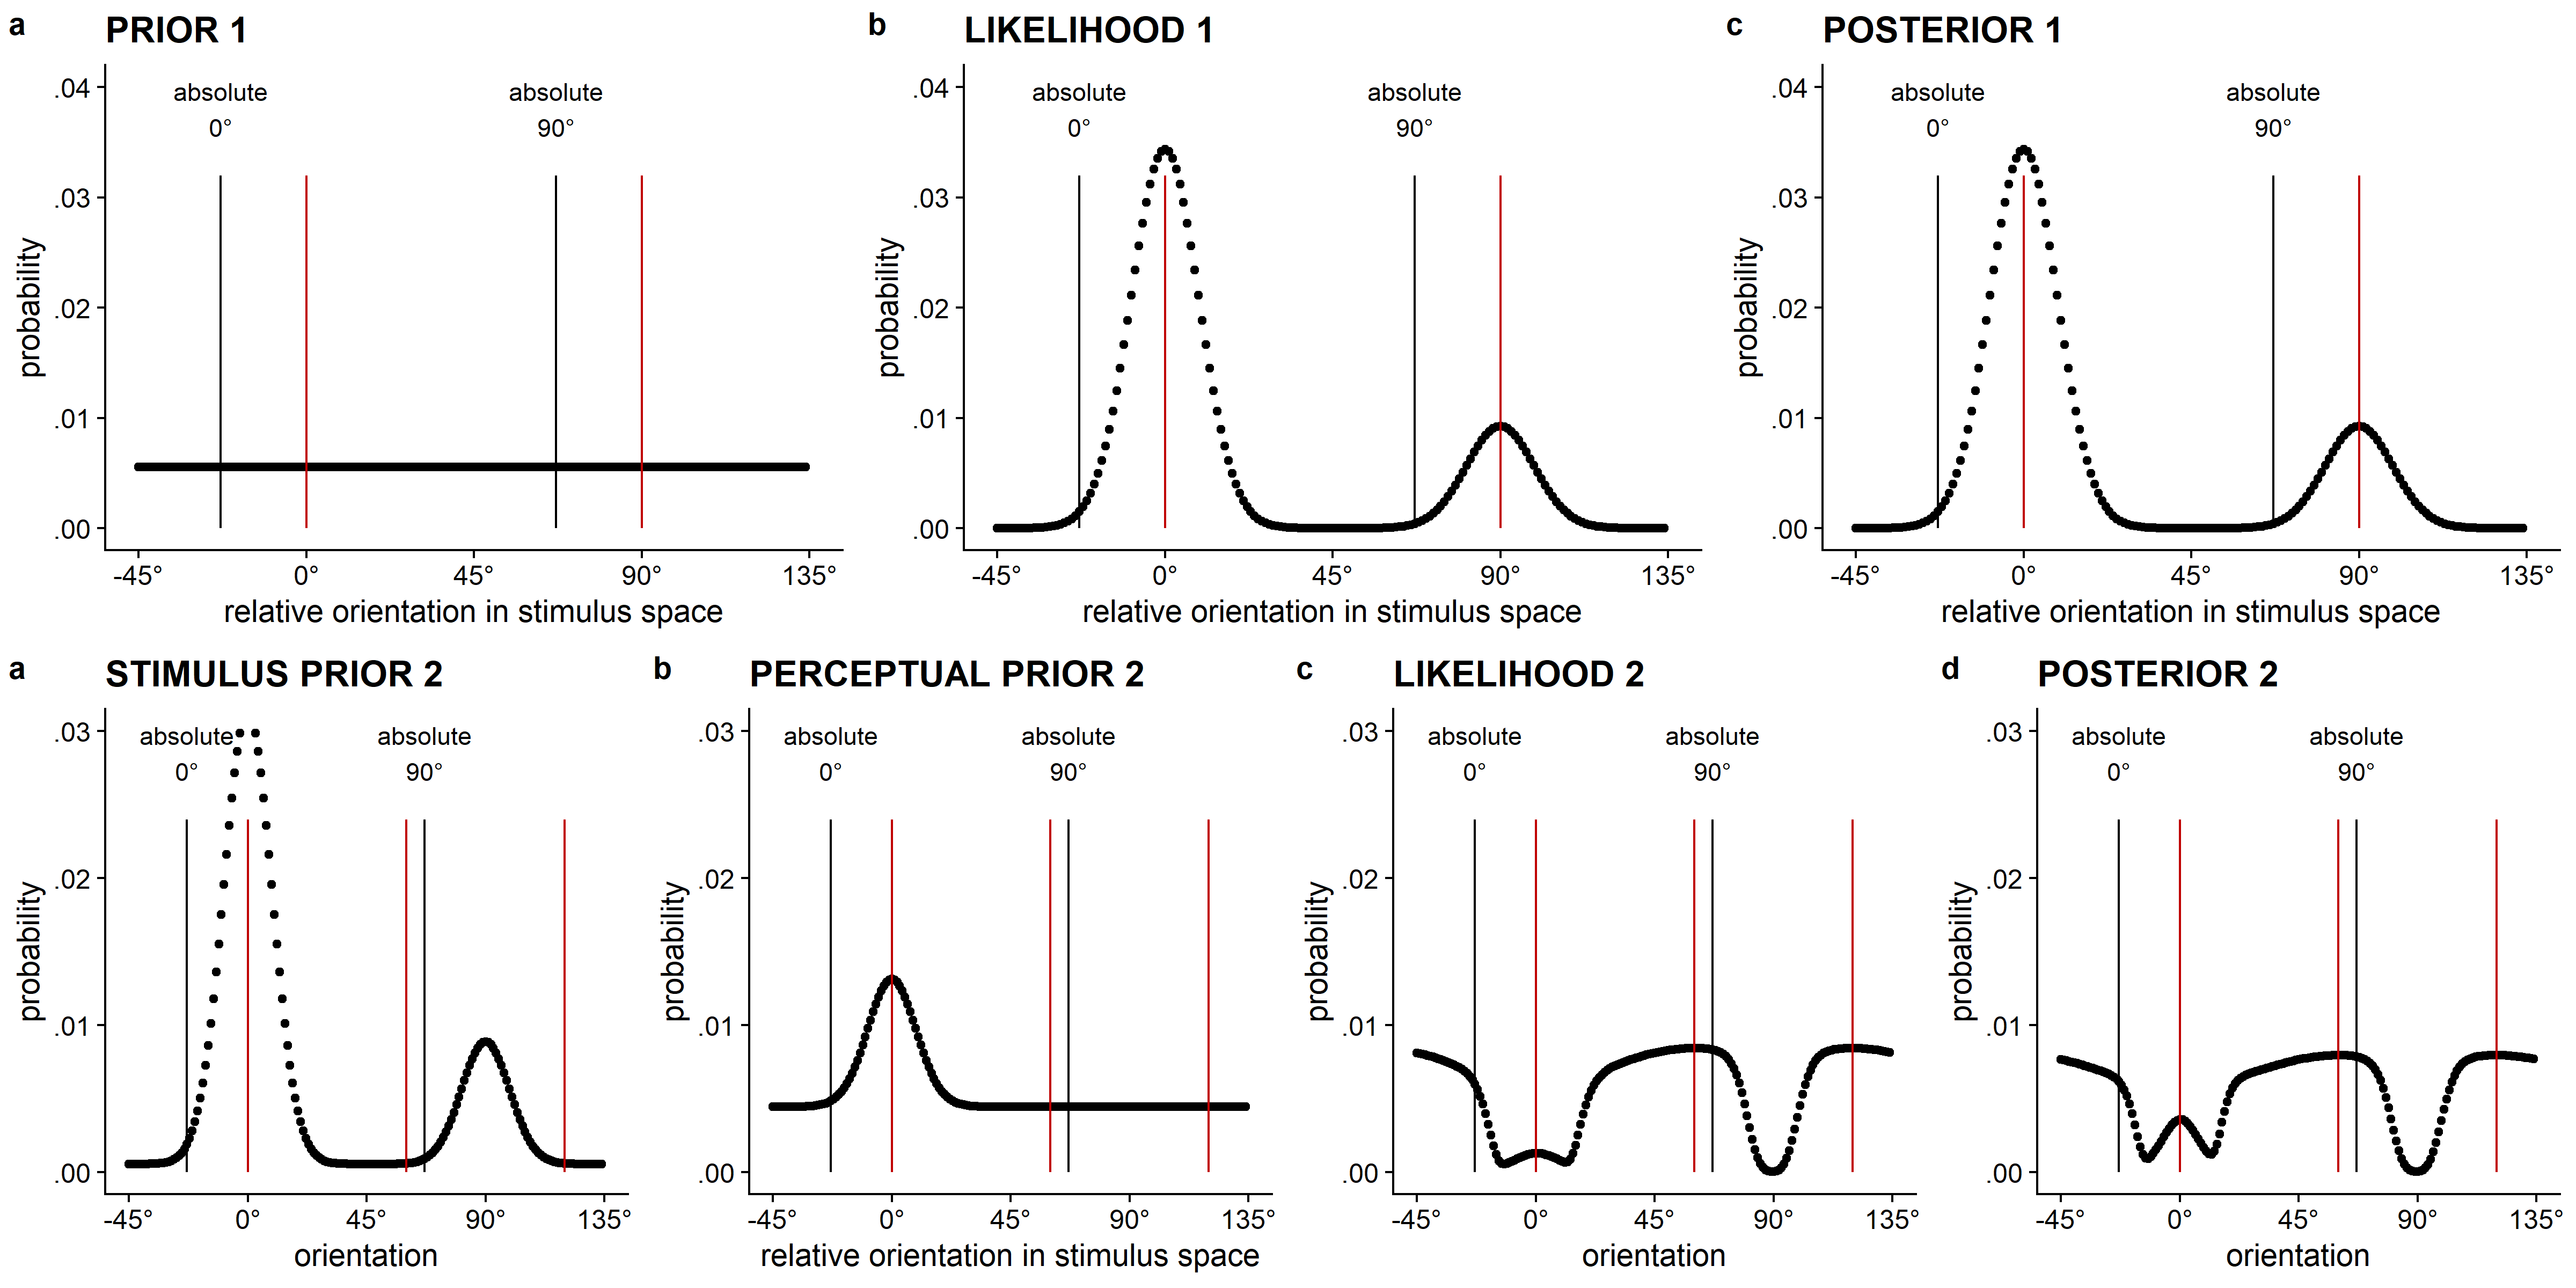 a PRIOR 1
absolute 0° absolute 90°
.04
.03
.02
.01
.00
probability
-45° 0° 45° 90° 135°
relative orientation in stimulus space
b LIKELIHOOD 1
absolute 0° absolute 90°
.04
.03
.02
.01
.00
probability
-45° 0° 45° 90° 135°
relative orientation in stimulus space
c POSTERIOR 1
absolute 0° absolute 90°
.04
.03
.02
.01
.00
probability
-45° 0° 45° 90° 135°
relative orientation in stimulus space
a STIMULUS PRIOR 2
absolute 0° absolute 90°
.03
.02
.01
.00
probability
-45° 0° 45° 90° 135°
orientation
b PERCEPTUAL PRIOR 2
absolute 0° absolute 90°
.03
.02
.01
.00
probability
-45° 0° 45° 90° 135°
relative orientation in stimulus space
c LIKELIHOOD 2
absolute 0° absolute 90°
.03
.02
.01
.00
probability
-45° 0° 45° 90° 135°
orientation
d POSTERIOR 2
absolute 0° absolute 90°
.03
.02
.01
.00
probability
-45° 0° 45° 90° 135°
orientation